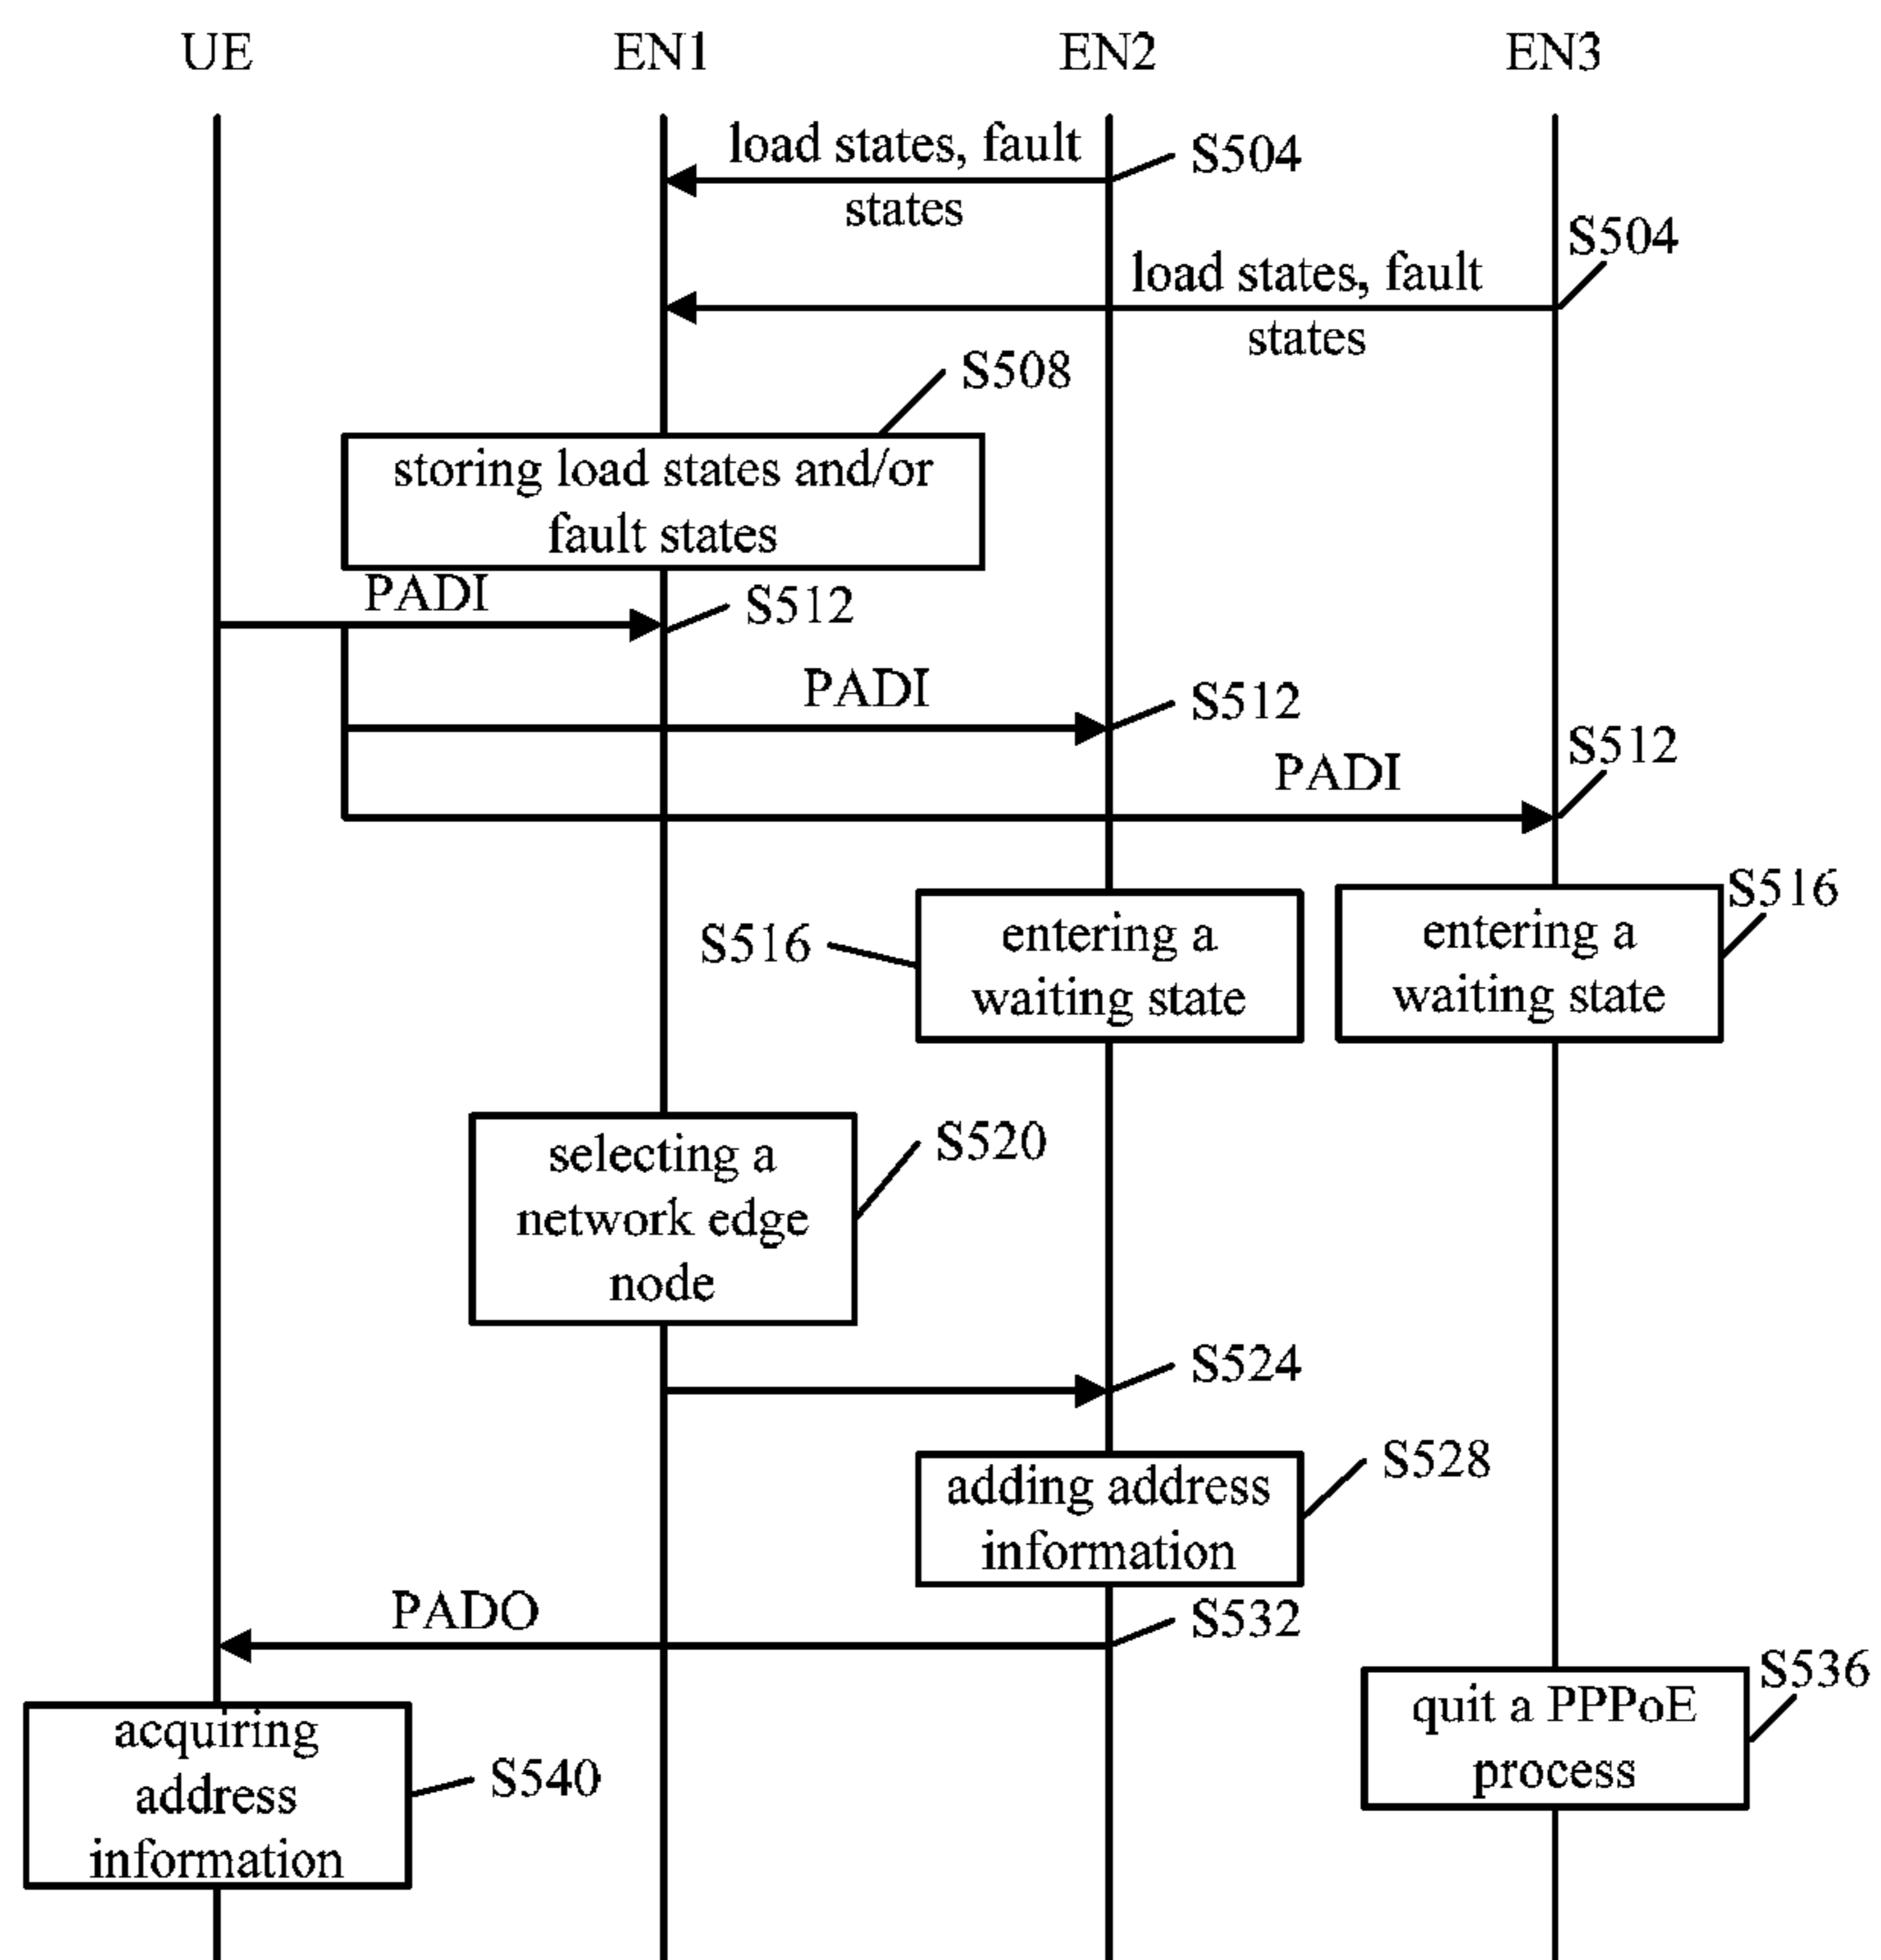 UE
EN1
EN2
EN3
load states, fault
states
S504
load states, fault
states
S504
S508
storing load states and/or
fault states
PADI
S512
PADI
S512
PADI
S512
S516
entering a
waiting state
entering a
waiting state
S516
selecting a
network edge
node
S520
S524
adding address
information
S528
PADO
S532
quit a PPPoE
process
S536
acquiring
address
information
S540